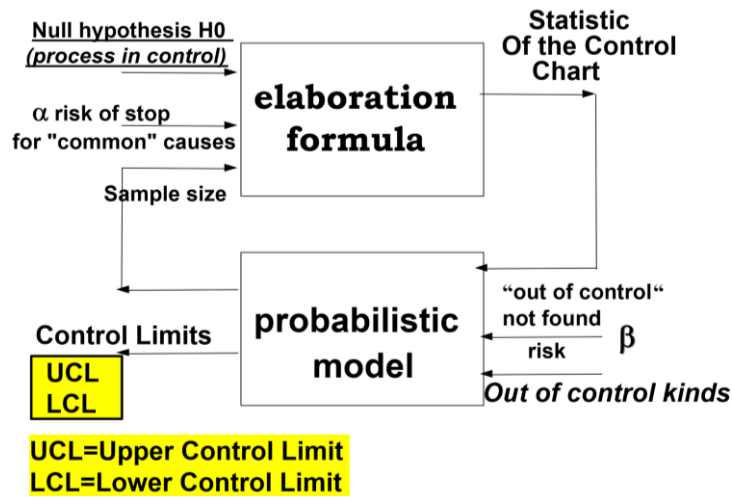 Null hypothesis H0
(process in control)
α risk of stop
for "common" causes
Sample size
elaboration
formula
Statistic
Of the Control
Chart
probabilistic
model
“out of control“
not found
risk
β
Out of control kinds
Control Limits
UCL
LCL
UCL=Upper Control Limit
LCL=Lower Control Limit